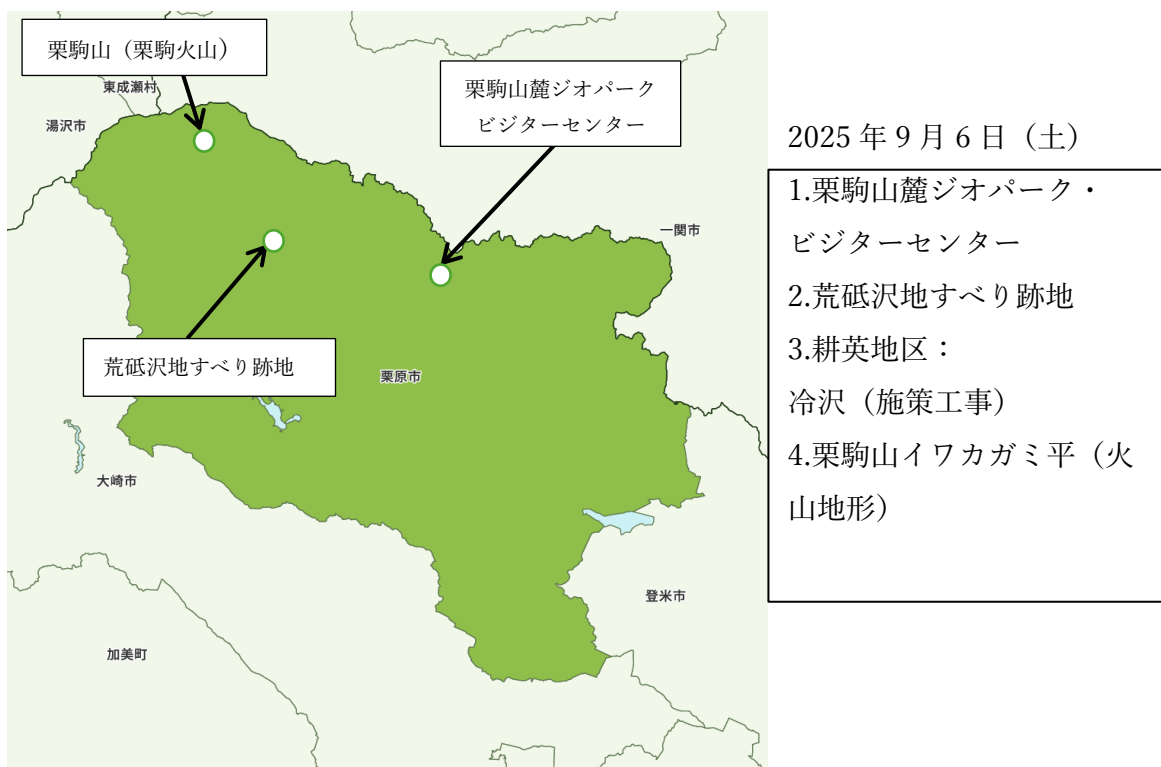 栗駒山（栗駒火山）
東成瀬村
湯沢市
栗駒山麓ジオパーク
ビジターセンター
一関市
荒砥沢地すべり跡地
栗原市
大崎市
登米市
加美町
2025 年 9 月 6 日（土）
1.栗駒山麓ジオパーク・
ビジターセンター
2.荒砥沢地すべり跡地
3.耕英地区：
冷沢（施策工事）
4.栗駒山イワカガミ平（火
山地形）